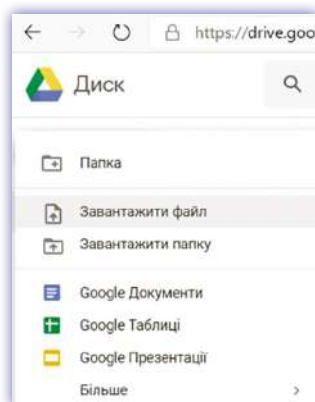 https://drive.goo
Диск
Папка
Завантажити файл
Завантажити папку
Google Документи
Google Таблиці
Google Презентації
Більше